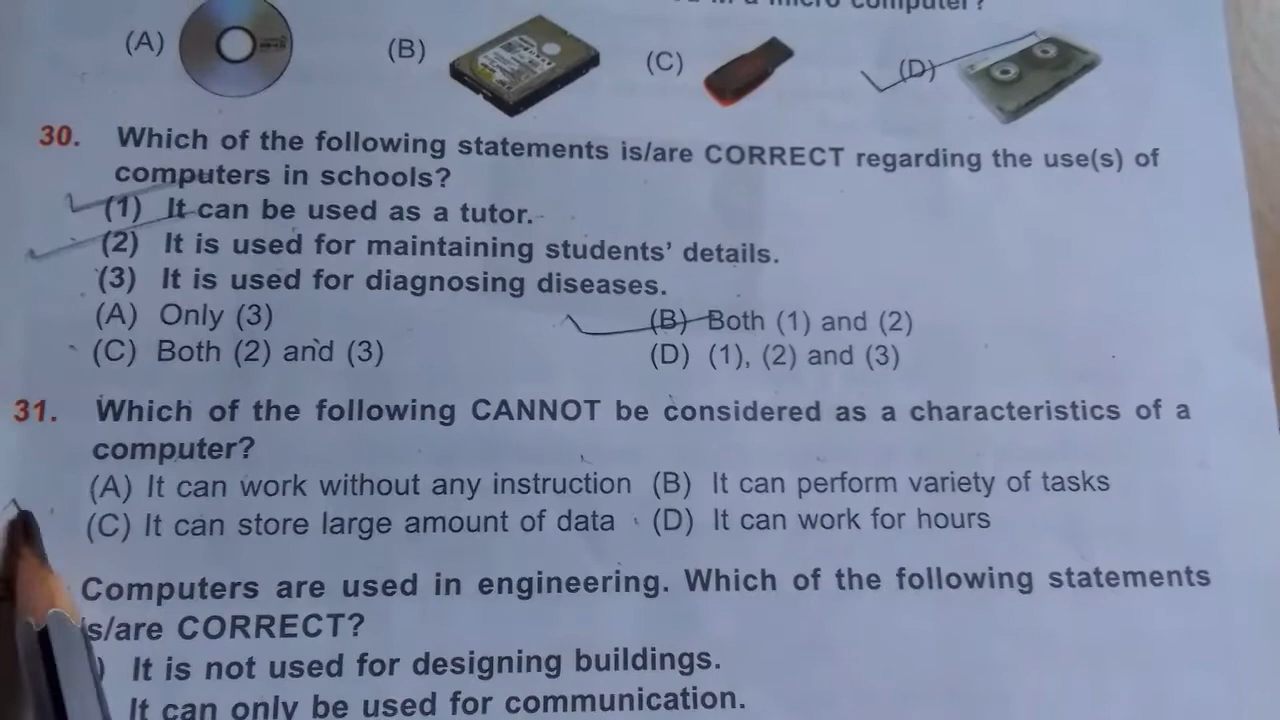 micro computer?
(A) (B) (C) (D)
30. Which of the following statements is/are CORRECT regarding the use(s) of
computers in schools?
(1) It can be used as a tutor.
(2) It is used for maintaining students' details.
(3) It is used for diagnosing diseases.
(A) Only (3) (B) Both (1) and (2)
(C) Both (2) and (3) (D) (1), (2) and (3)
31. Which of the following CANNOT be considered as a characteristics of a
computer?
(A) It can work without any instruction (B) It can perform variety of tasks
(C) It can store large amount of data (D) It can work for hours
Computers are used in engineering. Which of the following statements
s/are CORRECT?
) It is not used for designing buildings.
It can only be used for communication.